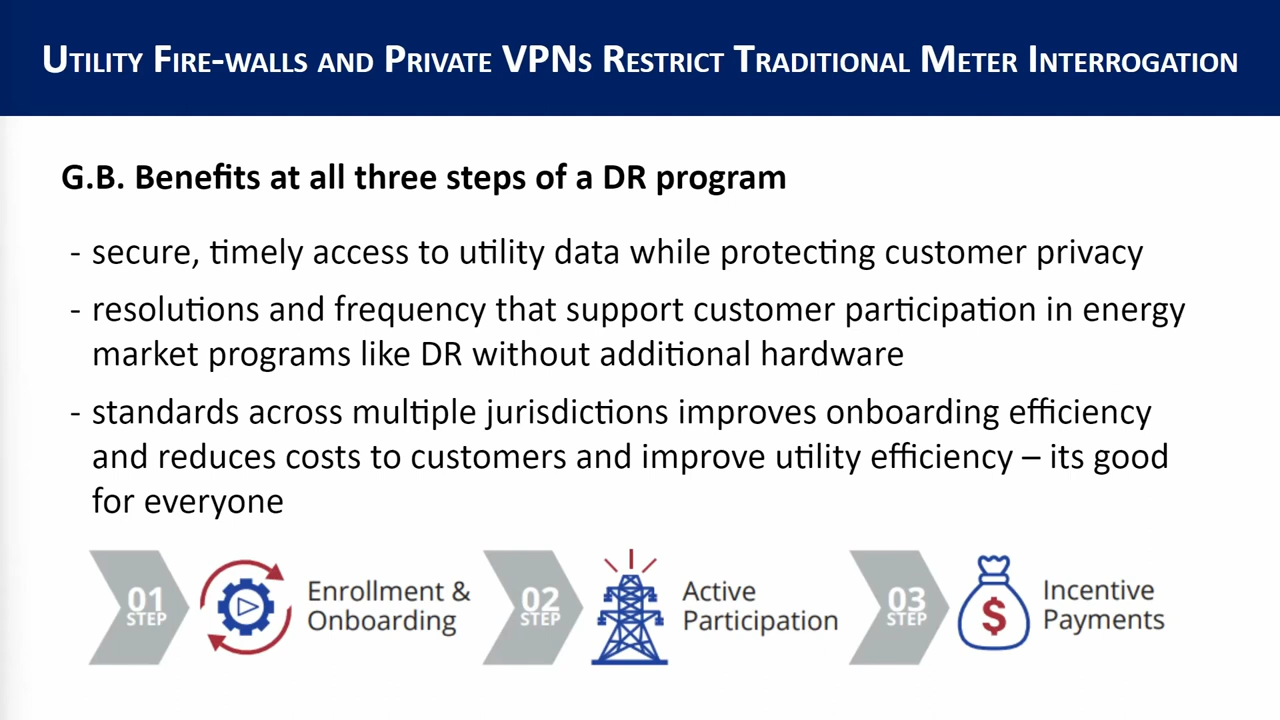 Utility Fire-walls and Private VPNs Restrict Traditional Meter Interrogation
G.B. Benefits at all three steps of a DR program
- secure, timely access to utility data while protecting customer privacy
- resolutions and frequency that support customer participation in energy
market programs like DR without additional hardware
- standards across multiple jurisdictions improves onboarding efficiency
and reduces costs to customers and improve utility efficiency – its good
for everyone
01
STEP
Enrollment &
Onboarding
02
STEP
Active
Participation
03
STEP
$
Incentive
Payments